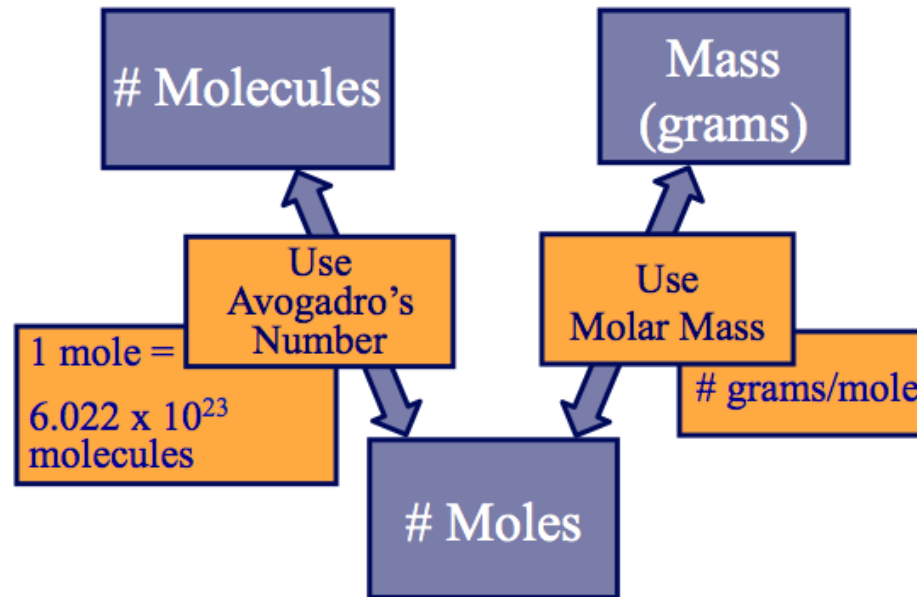 # Molecules
Mass
(grams)
Use
Avogadro’s
Number
Use
Molar Mass
1 mole =
6.022 x 10²³
molecules
# grams/mole
# Moles